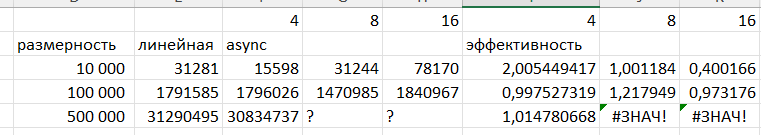 4 8 16 4 8 16
размерность линейная async эффективность
10 000 31281 15598 31244 78170 2,005449417 1,001184 0,400166
100 000 1791585 1796026 1470985 1840967 0,997527319 1,217949 0,973176
500 000 31290495 30834737 ? ? 1,014780668 #ЗНАЧ! #ЗНАЧ!